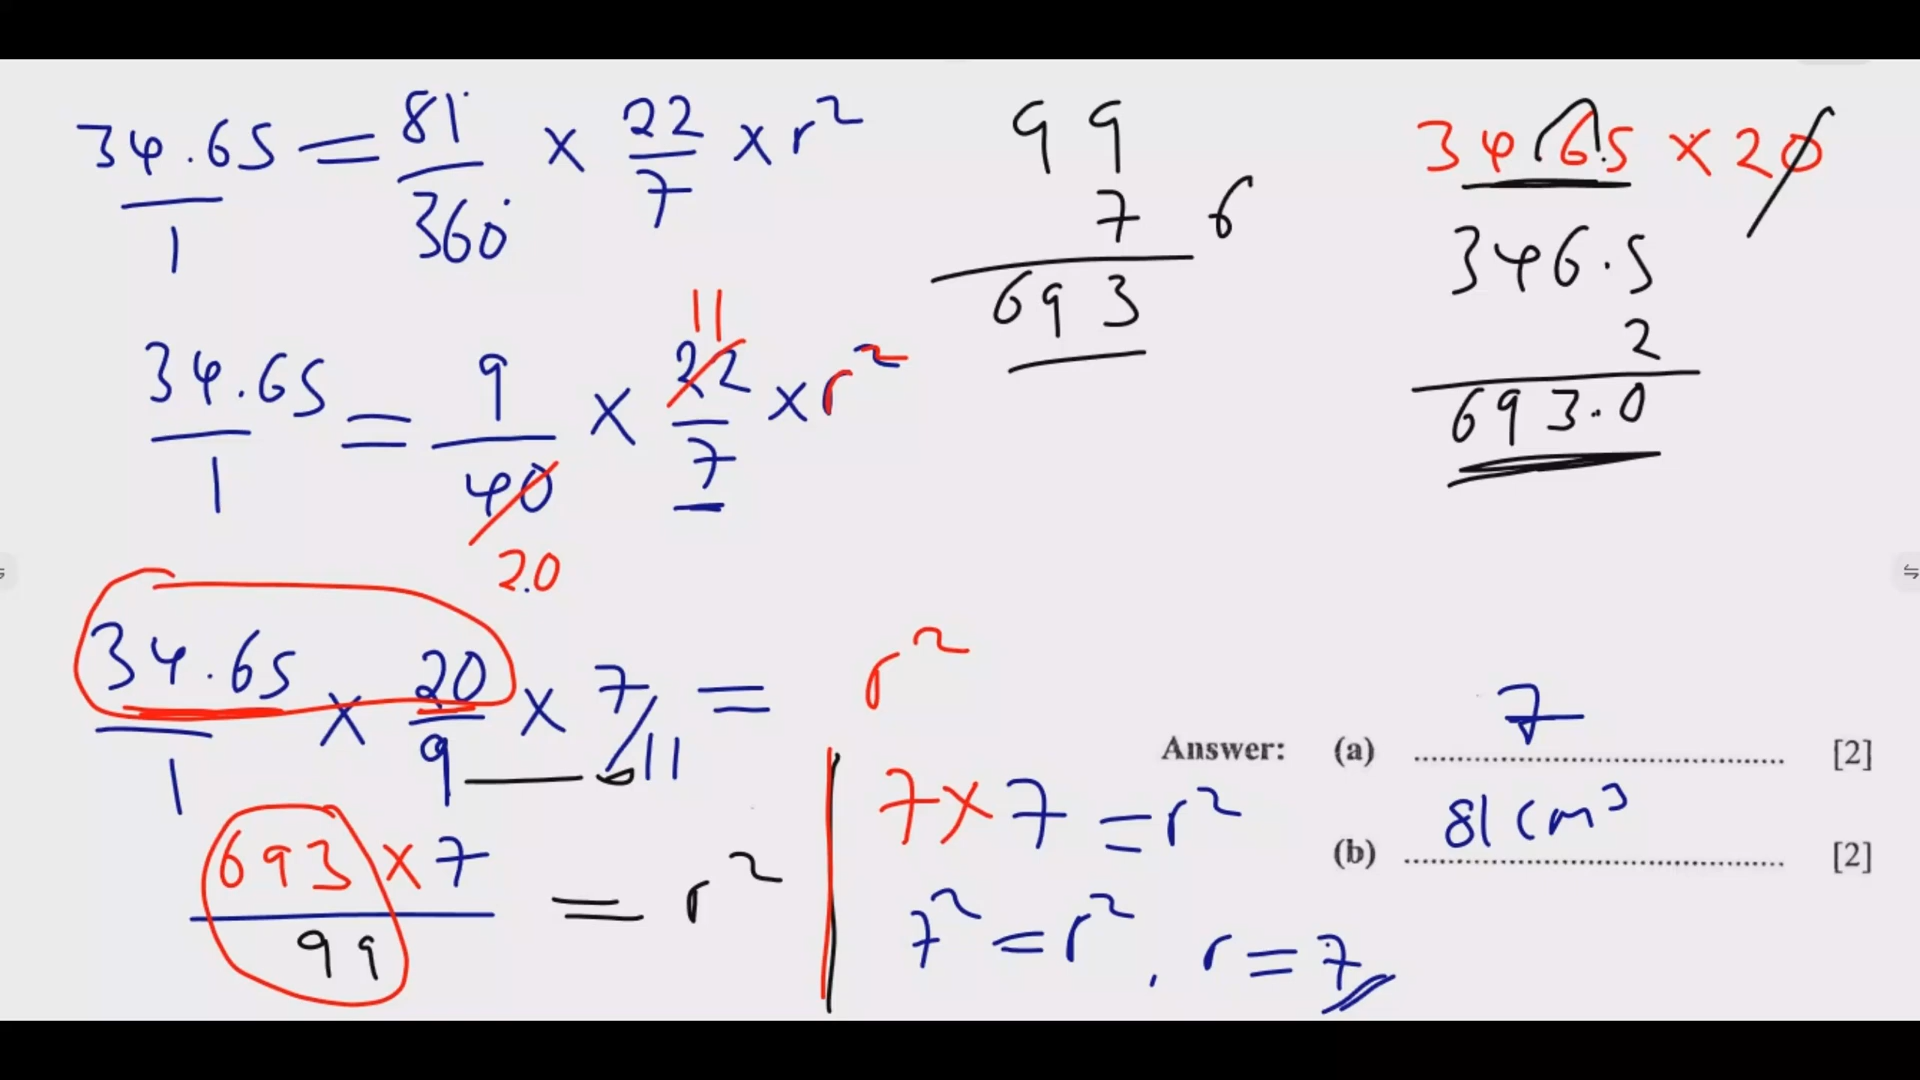 34.65/1 = 81/360 × 22/7 × r²
34.65/1 = 9/40 × 22/7 × r²
11
20
34.65/1 × 20/9 × 7/11 = r²
693 × 7/99 = r²
99
7 6
693
34.65 × 20
346.5
2
693.0
7 × 7 = r²
7² = r², r = 7
Answer: (a) 7 [2]
(b) 81 cm³ [2]